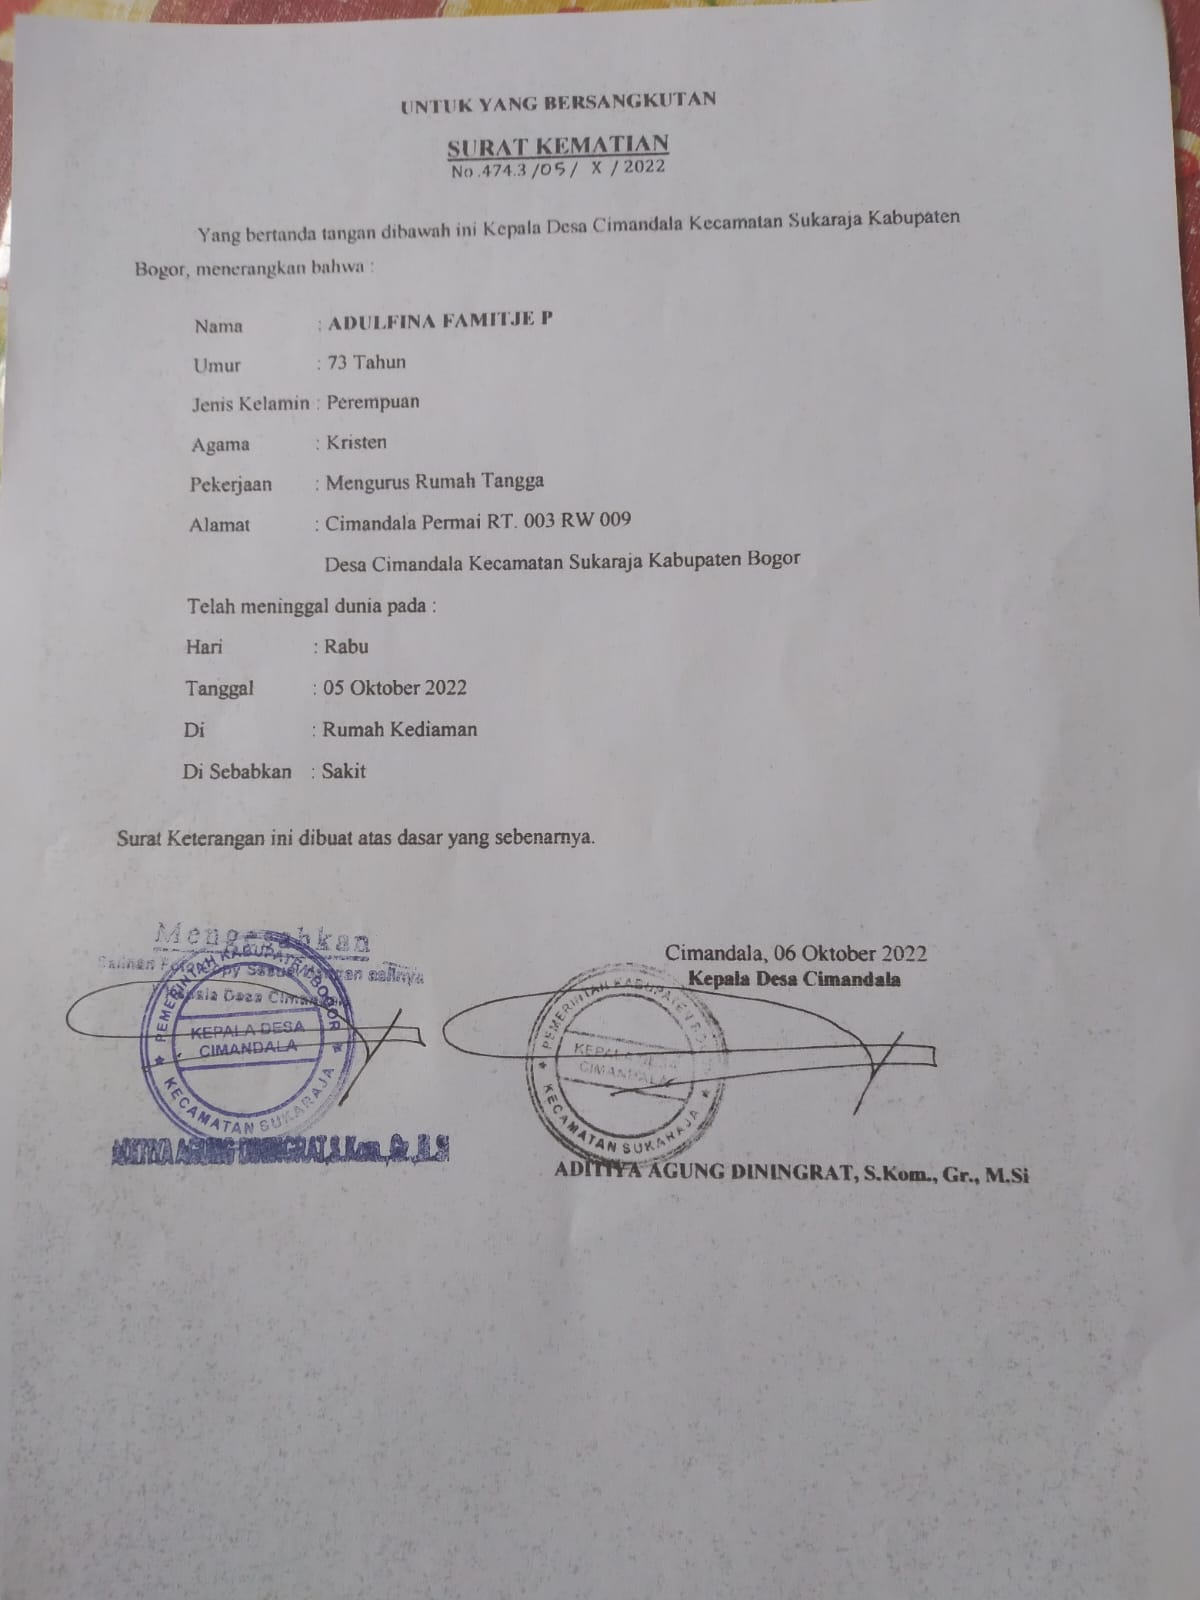 UNTUK YANG BERSANGKUTAN
SURAT KEMATIAN
No .474.3 /05 / X / 2022
Yang bertanda tangan dibawah ini Kepala Desa Cimandala Kecamatan Sukaraja Kabupaten
Bogor, menerangkan bahwa :
Nama : ADULFINA FAMITJE P
Umur : 73 Tahun
Jenis Kelamin : Perempuan
Agama : Kristen
Pekerjaan : Mengurus Rumah Tangga
Alamat : Cimandala Permai RT. 003 RW 009
Desa Cimandala Kecamatan Sukaraja Kabupaten Bogor
Telah meninggal dunia pada :
Hari : Rabu
Tanggal : 05 Oktober 2022
Di : Rumah Kediaman
Di Sebabkan : Sakit
Surat Keterangan ini dibuat atas dasar yang sebenarnya.
Mengesahkan
Salinan Foto Copy Sesuai dengan aslinya
Kepala Desa Cimandala
PEMERINTAH KABUPATEN BOGOR
KEPALA DESA
CIMANDALA
KECAMATAN SUKARAJA
ADITIYA AGUNG DININGRAT, S.Kom., Gr., M.Si
Cimandala, 06 Oktober 2022
Kepala Desa Cimandala
PEMERINTAH KABUPATEN BOGOR
KEPALA DESA
CIMANDALA
KECAMATAN SUKARAJA
ADITIYA AGUNG DININGRAT, S.Kom., Gr., M.Si